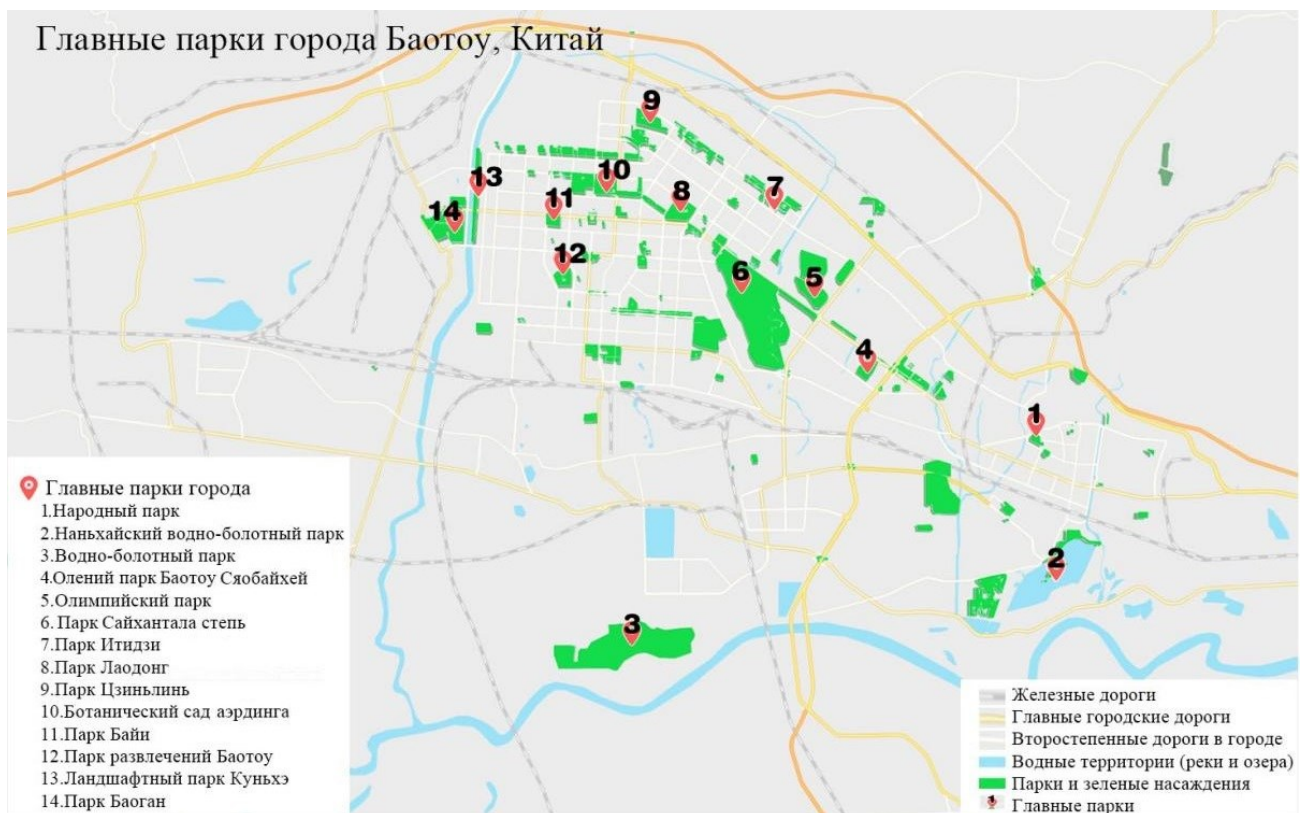 Главные парки города Баотоу, Китай
9
13
10
11
8
7
14
12
6
5
4
1
2
3
Главные парки города
1.Народный парк
2.Наньхайский водно-болотный парк
3.Водно-болотный парк
4.Олений парк Баотоу Сяобайхей
5.Олимпийский парк
6.Парк Сайхантала степь
7.Парк Итидзи
8.Парк Лаодонг
9.Парк Цзиньлинь
10.Ботанический сад аэрдинга
11.Парк Байи
12.Парк развлечений Баотоу
13.Ландшафтный парк Куньхэ
14.Парк Баоган
Железные дороги
Главные городские дороги
Второстепенные дороги в городе
Водные территории (реки и озера)
Парки и зеленые насаждения
1
Главные парки